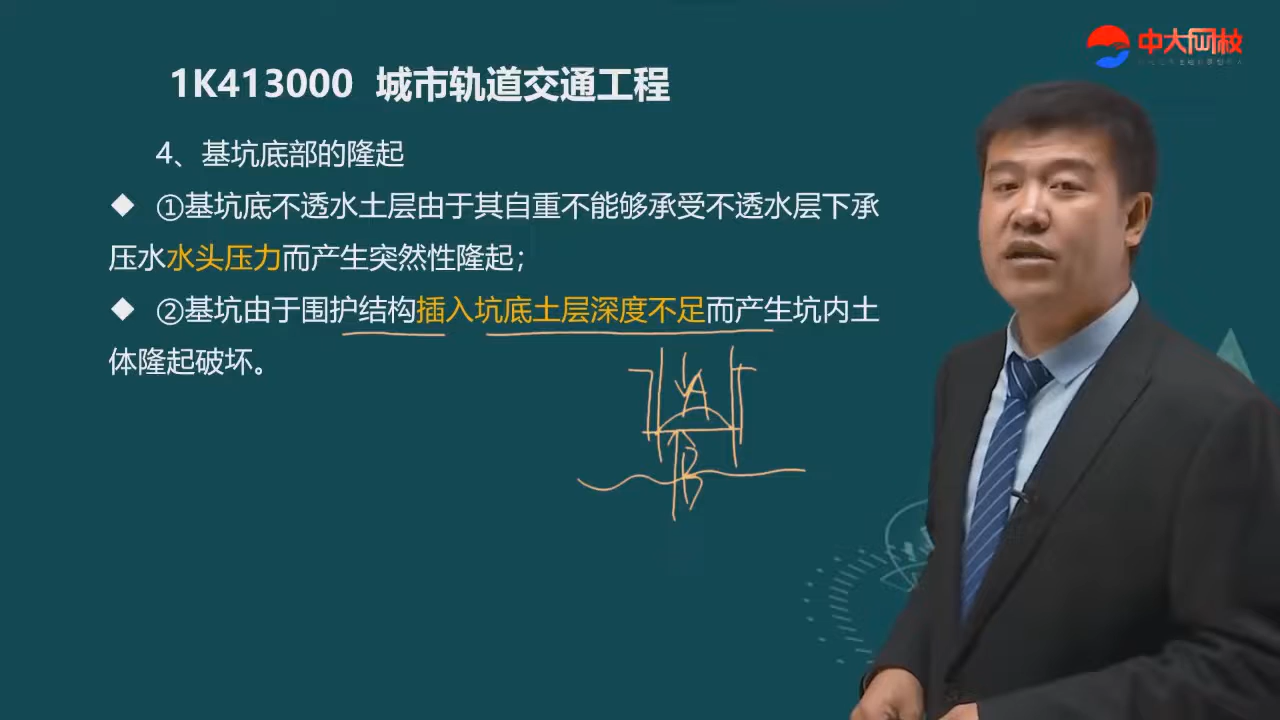 中大网校
1K413000 城市轨道交通工程
4、基坑底部的隆起
◆ ①基坑底不透水土层由于其自重不能够承受不透水层下承
压水水头压力而产生突然性隆起；
◆ ②基坑由于围护结构插入坑底土层深度不足而产生坑内土
体隆起破坏。
A
B